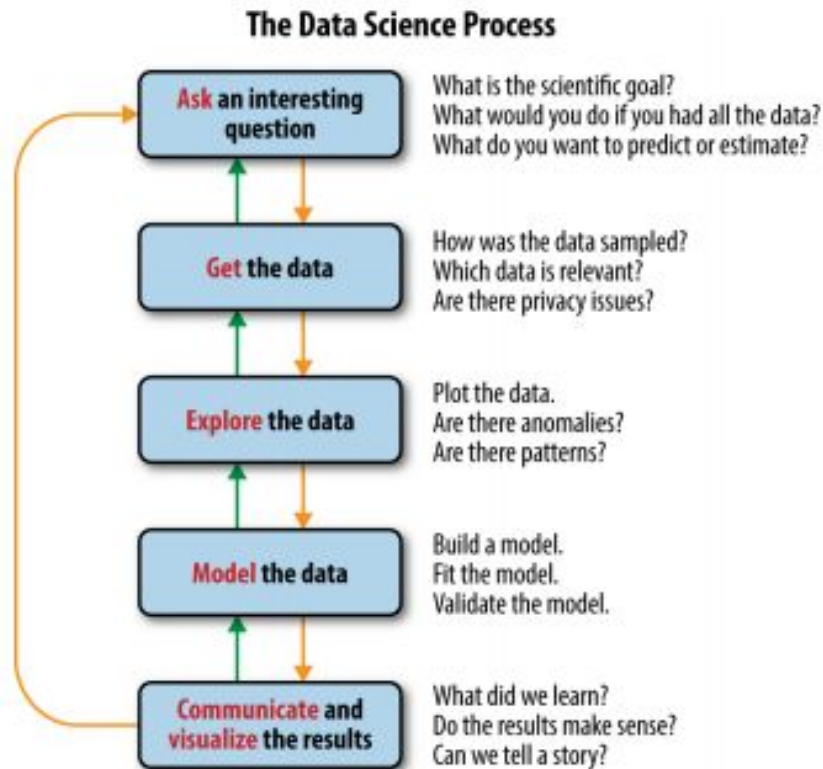 The Data Science Process
Ask an interesting
question
What is the scientific goal?
What would you do if you had all the data?
What do you want to predict or estimate?
Get the data
How was the data sampled?
Which data is relevant?
Are there privacy issues?
Explore the data
Plot the data.
Are there anomalies?
Are there patterns?
Model the data
Build a model.
Fit the model.
Validate the model.
Communicate and
visualize the results
What did we learn?
Do the results make sense?
Can we tell a story?